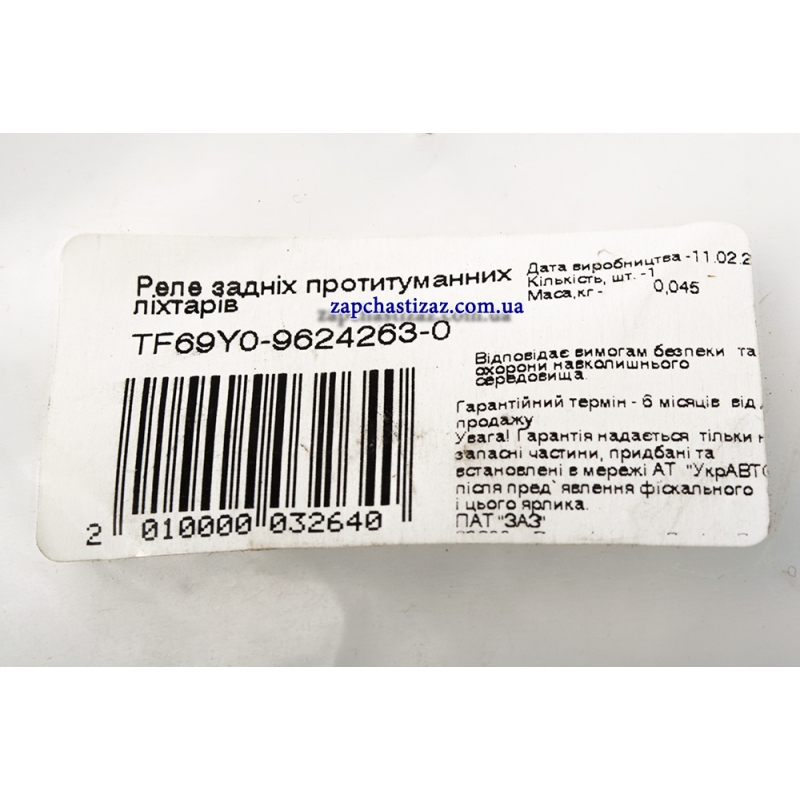 Реле задніх протитуманних
ліхтарів
zapchastizaz.com.ua
TF69Y0-9624263-0
2 010000 032640
Дата виробництва -11.02.2
Кількість, шт. -1
Маса,кг - 0,045
Відповідає вимогам безпеки та
охорони навколишнього
середовища.
Гарантійний термін - 6 місяців від
продажу
Увага! Гарантія надається тільки н
запасні частини, придбані та
встановлені в мережі АТ "УкрАВТО
після пред`явлення фіскального
і цього ярлика.
ПАТ "ЗАЗ"